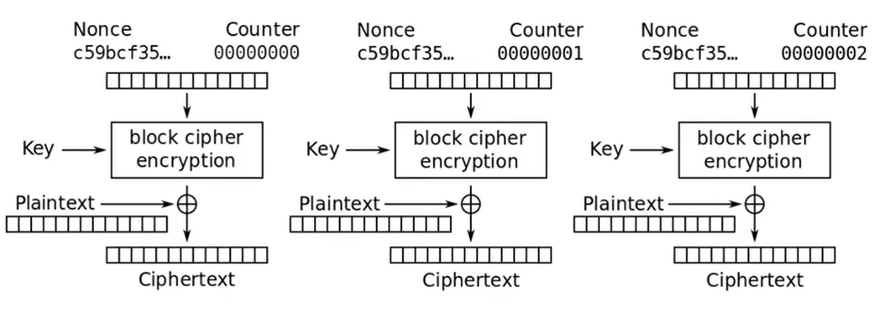 Nonce Counter
c59bcf35… 00000000
block cipher
encryption
Key
Plaintext
Ciphertext
Nonce Counter
c59bcf35… 00000001
block cipher
encryption
Key
Plaintext
Ciphertext
Nonce Counter
c59bcf35… 00000002
block cipher
encryption
Key
Plaintext
Ciphertext